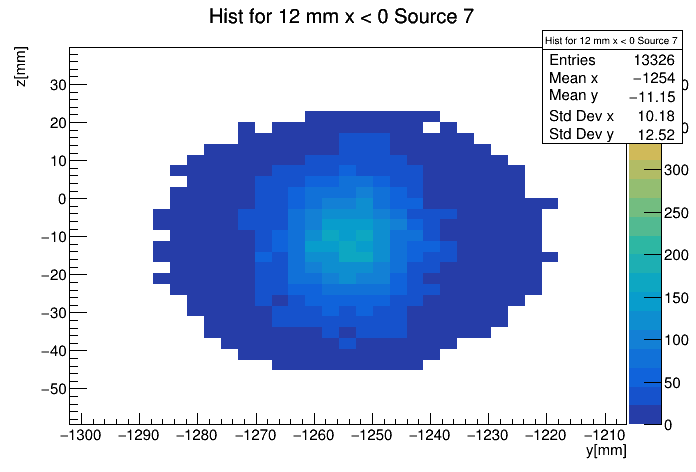 Hist for 12 mm x < 0 Source 7
z[mm]
Hist for 12 mm x < 0 Source 7
Entries 13326
Mean x −1254
Mean y −11.15
Std Dev x 10.18
Std Dev y 12.52
30
20
10
0
−10
−20
−30
−40
−50
0
0
300
250
200
150
100
50
0
−1300 −1290 −1280 −1270 −1260 −1250 −1240 −1230 −1220 −1210
y[mm]